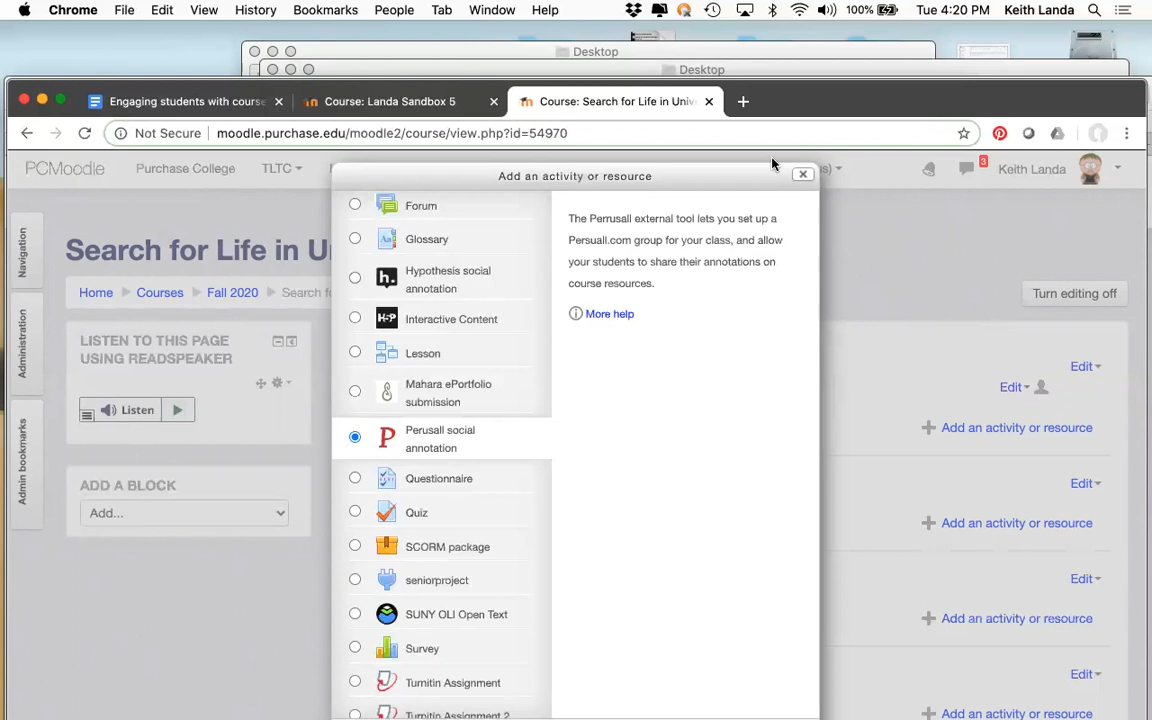 Chrome File Edit View History Bookmarks People Tab Window Help 100% Tue 4:20 PM Keith Landa
Desktop
Desktop
Engaging students with course
Course: Landa Sandbox 5
Course: Search for Life in Unive
Not Secure moodle.purchase.edu/moodle2/course/view.php?id=54970
PCMoodle Purchase College TLTC
3 Keith Landa
Add an activity or resource
Navigation
Administration
Admin bookmarks
Search for Life in U
Home Courses Fall 2020 Search f
Turn editing off
LISTEN TO THIS PAGE
USING READSPEAKER
Listen
ADD A BLOCK
Add...
Forum
Glossary
Hypothesis social
annotation
Interactive Content
Lesson
Mahara ePortfolio
submission
Perusall social
annotation
Questionnaire
Quiz
SCORM package
seniorproject
SUNY OLI Open Text
Survey
Turnitin Assignment
Turnitin Assignment 2
The Perrusall external tool lets you set up a
Persuall.com group for your class, and allow
your students to share their annotations on
course resources.
More help
Edit
Edit
Add an activity or resource
Edit
Add an activity or resource
Edit
Add an activity or resource
Edit
Add an activity or resource